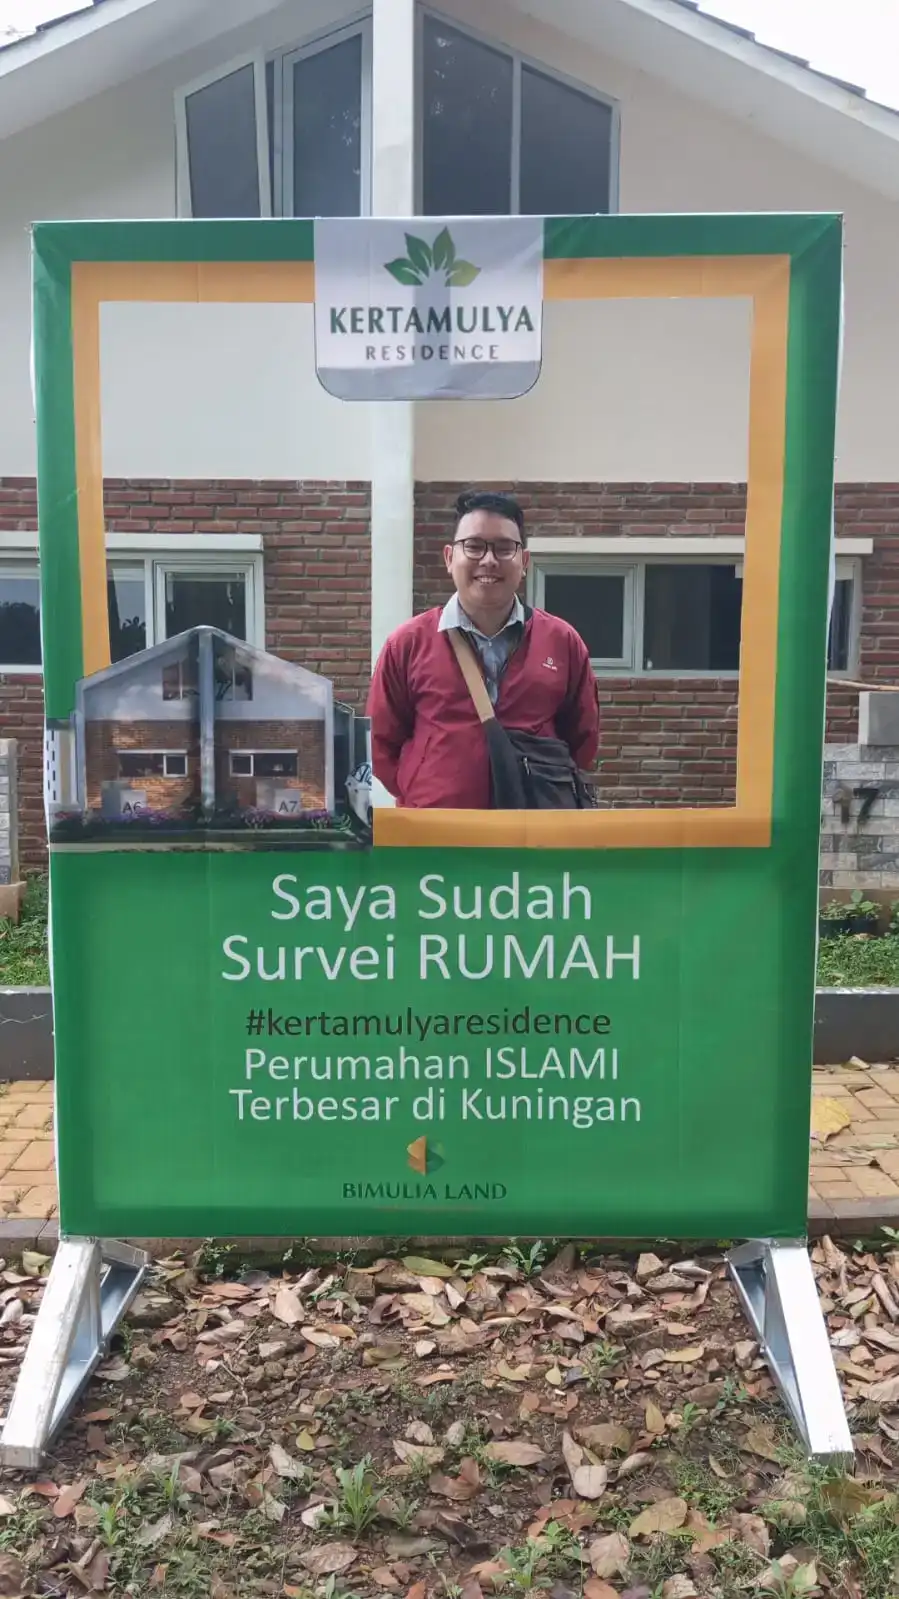 KERTAMULYA
RESIDENCE
A6
A7
17
Saya Sudah
Survei RUMAH
#kertamulyaresidence
Perumahan ISLAMI
Terbesar di Kuningan
BIMULIA LAND